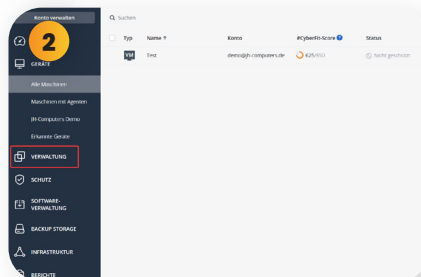 Konto verwalten
Suchen
2
Typ Name ↑ Konto #CyberFit-Score ? Status
GERÄTE
VM Test demo@jh-computers.de 625/850 Nicht geschützt
Alle Maschinen
Maschinen mit Agenten
JH-Computers Demo
Erkannte Geräte
VERWALTUNG
SCHUTZ
SOFTWARE-
VERWALTUNG
BACKUP STORAGE
INFRASTRUKTUR
BERICHTE